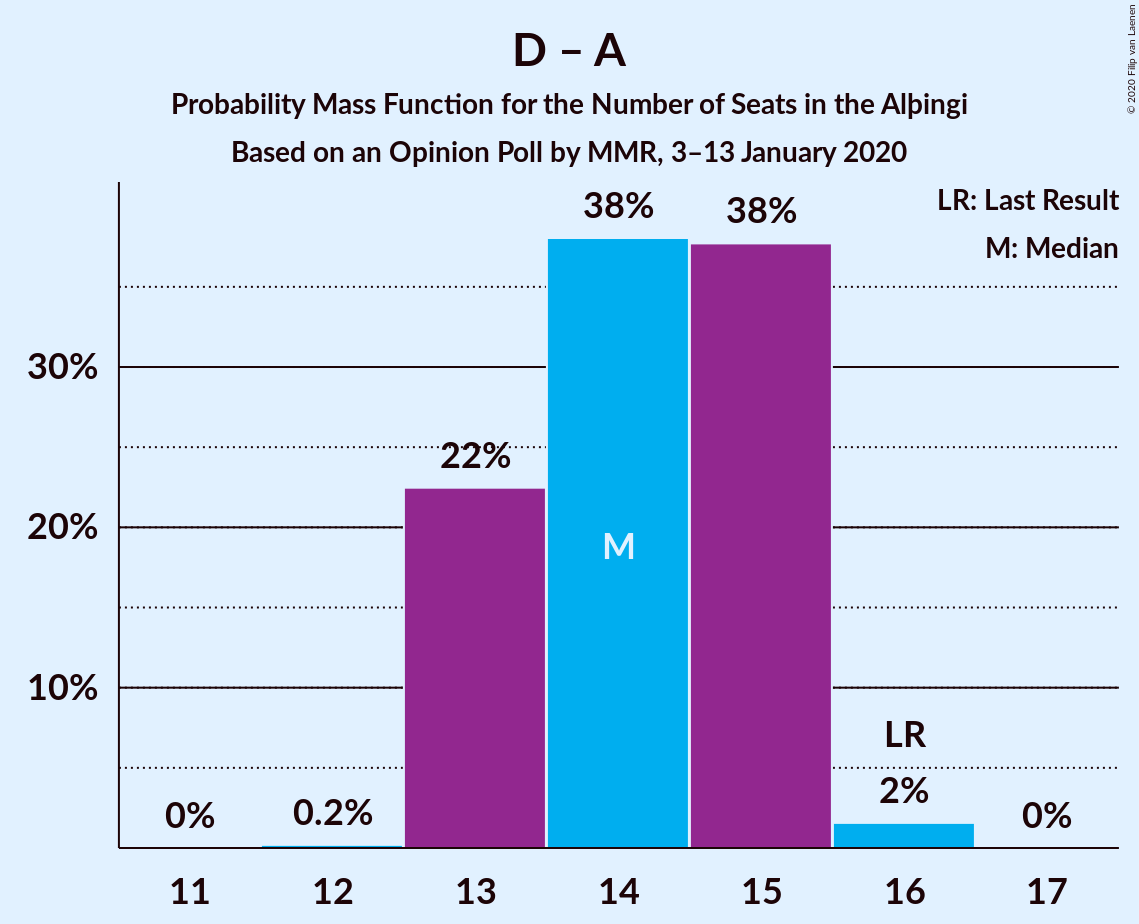 D – A
Probability Mass Function for the Number of Seats in the Alþingi
Based on an Opinion Poll by MMR, 3–13 January 2020
© 2020 Filip van Laenen
LR: Last Result
M: Median
38%
38%
30%
22%
20%
M
10%
LR
2%
0%
0.2%
0%
11 12 13 14 15 16 17